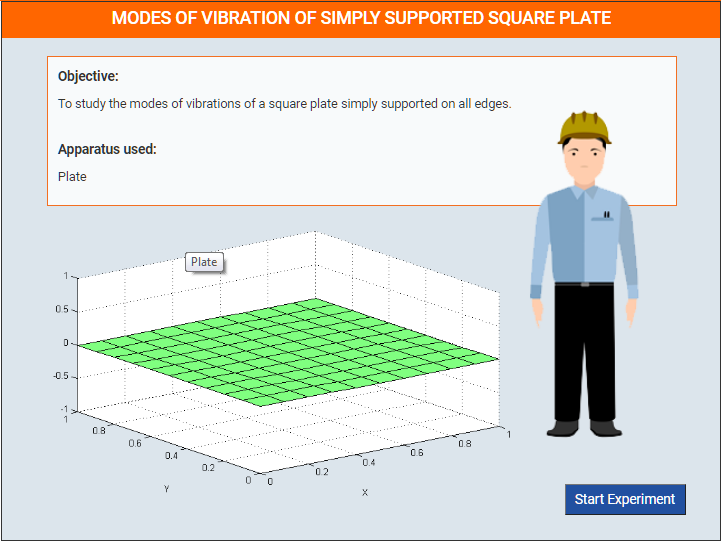 MODES OF VIBRATION OF SIMPLY SUPPORTED SQUARE PLATE
Objective:
To study the modes of vibrations of a square plate simply supported on all edges.
Apparatus used:
Plate
Plate
1
0.5
0
-0.5
-1
1
0.8
0.6
0.4
0.2
0
Y
0
0.2
0.4
0.6
0.8
1
X
Start Experiment